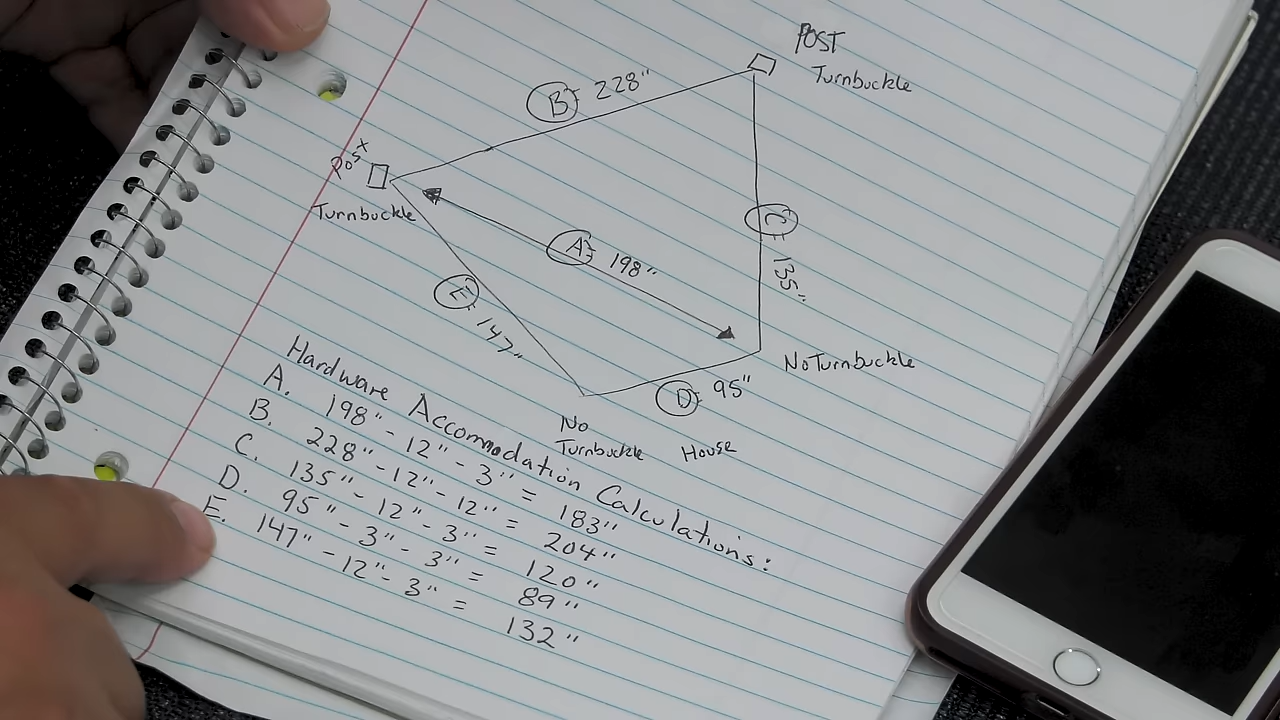 POST
Turnbuckle
B: 228"
Post
Turnbuckle
A: 198"
C: 135"
E: 147"
No Turnbuckle
D: 95"
No
Turnbuckle
House
Hardware Accommodation Calculations:
A. 198" - 12" - 3" = 183"
B. 228" - 12" - 12" = 204"
C. 135" - 12" - 3" = 120"
D. 95" - 3" - 3" = 89"
E. 147" - 12" - 3" = 132"